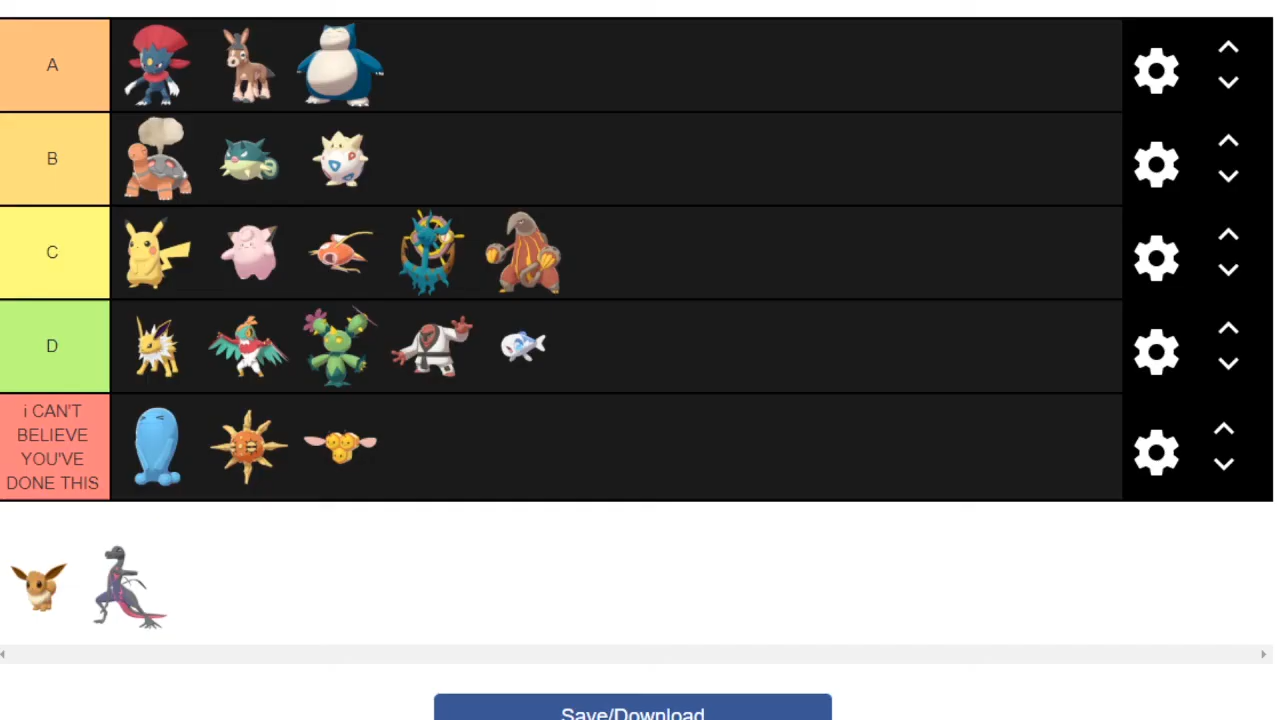 A
B
C
D
i CAN'T
BELIEVE
YOU'VE
DONE THIS
Save/Download